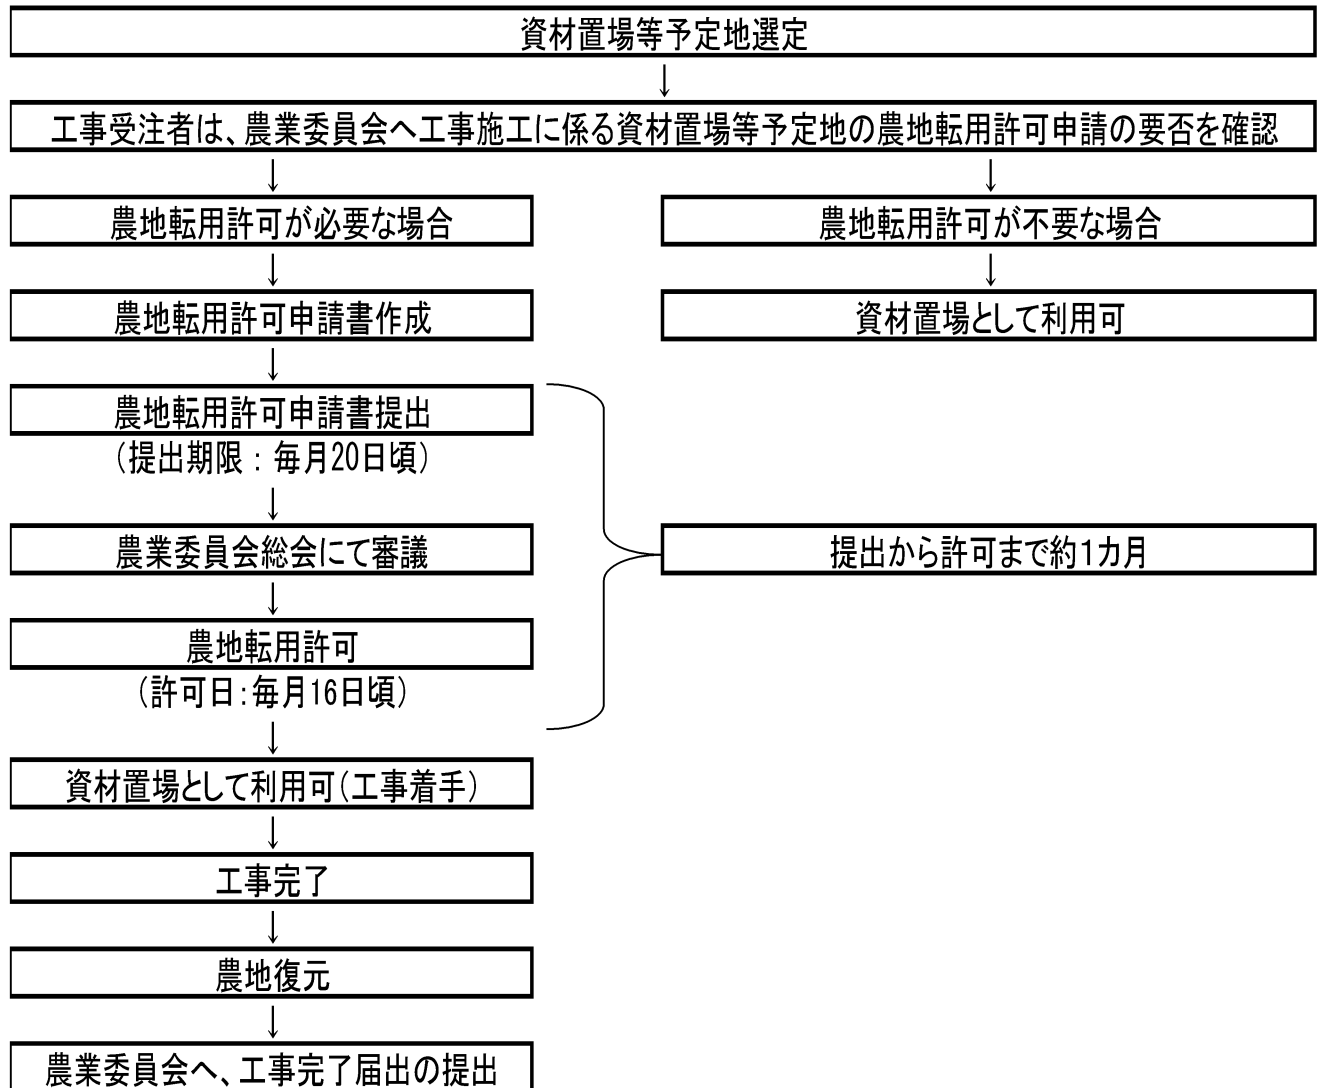 資材置場等予定地選定
工事受注者は、農業委員会へ工事施工に係る資材置場等予定地の農地転用許可申請の要否を確認
農地転用許可が必要な場合
農地転用許可が不要な場合
農地転用許可申請書作成
資材置場として利用可
農地転用許可申請書提出
（提出期限：毎月20日頃）
農業委員会総会にて審議
提出から許可まで約１カ月
農地転用許可
（許可日：毎月16日頃）
資材置場として利用可（工事着手）
工事完了
農地復元
農業委員会へ、工事完了届出の提出